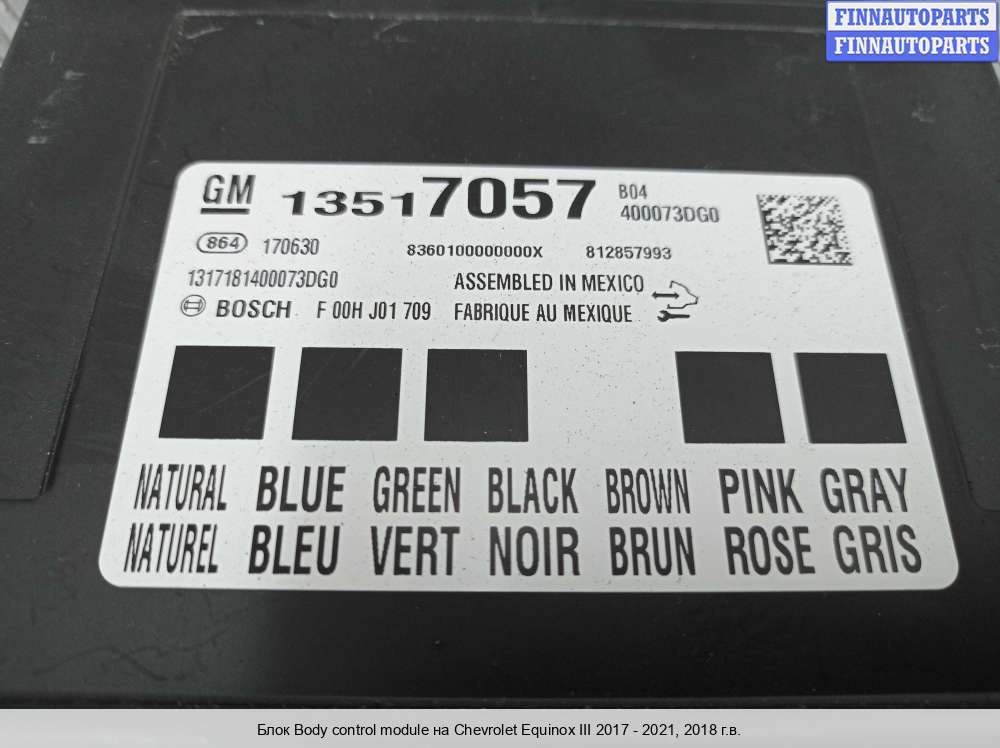 FINNAUTOPARTS
FINNAUTOPARTS
GM 13517057 B04
400073DG0
864 170630 8360100000000X 812857993
1317181400073DG0 ASSEMBLED IN MEXICO
BOSCH F 00H J01 709 FABRIQUE AU MEXIQUE
NATURAL BLUE GREEN BLACK BROWN PINK GRAY
NATUREL BLEU VERT NOIR BRUN ROSE GRIS
Блок Body control module на Chevrolet Equinox III 2017 - 2021, 2018 г.в.